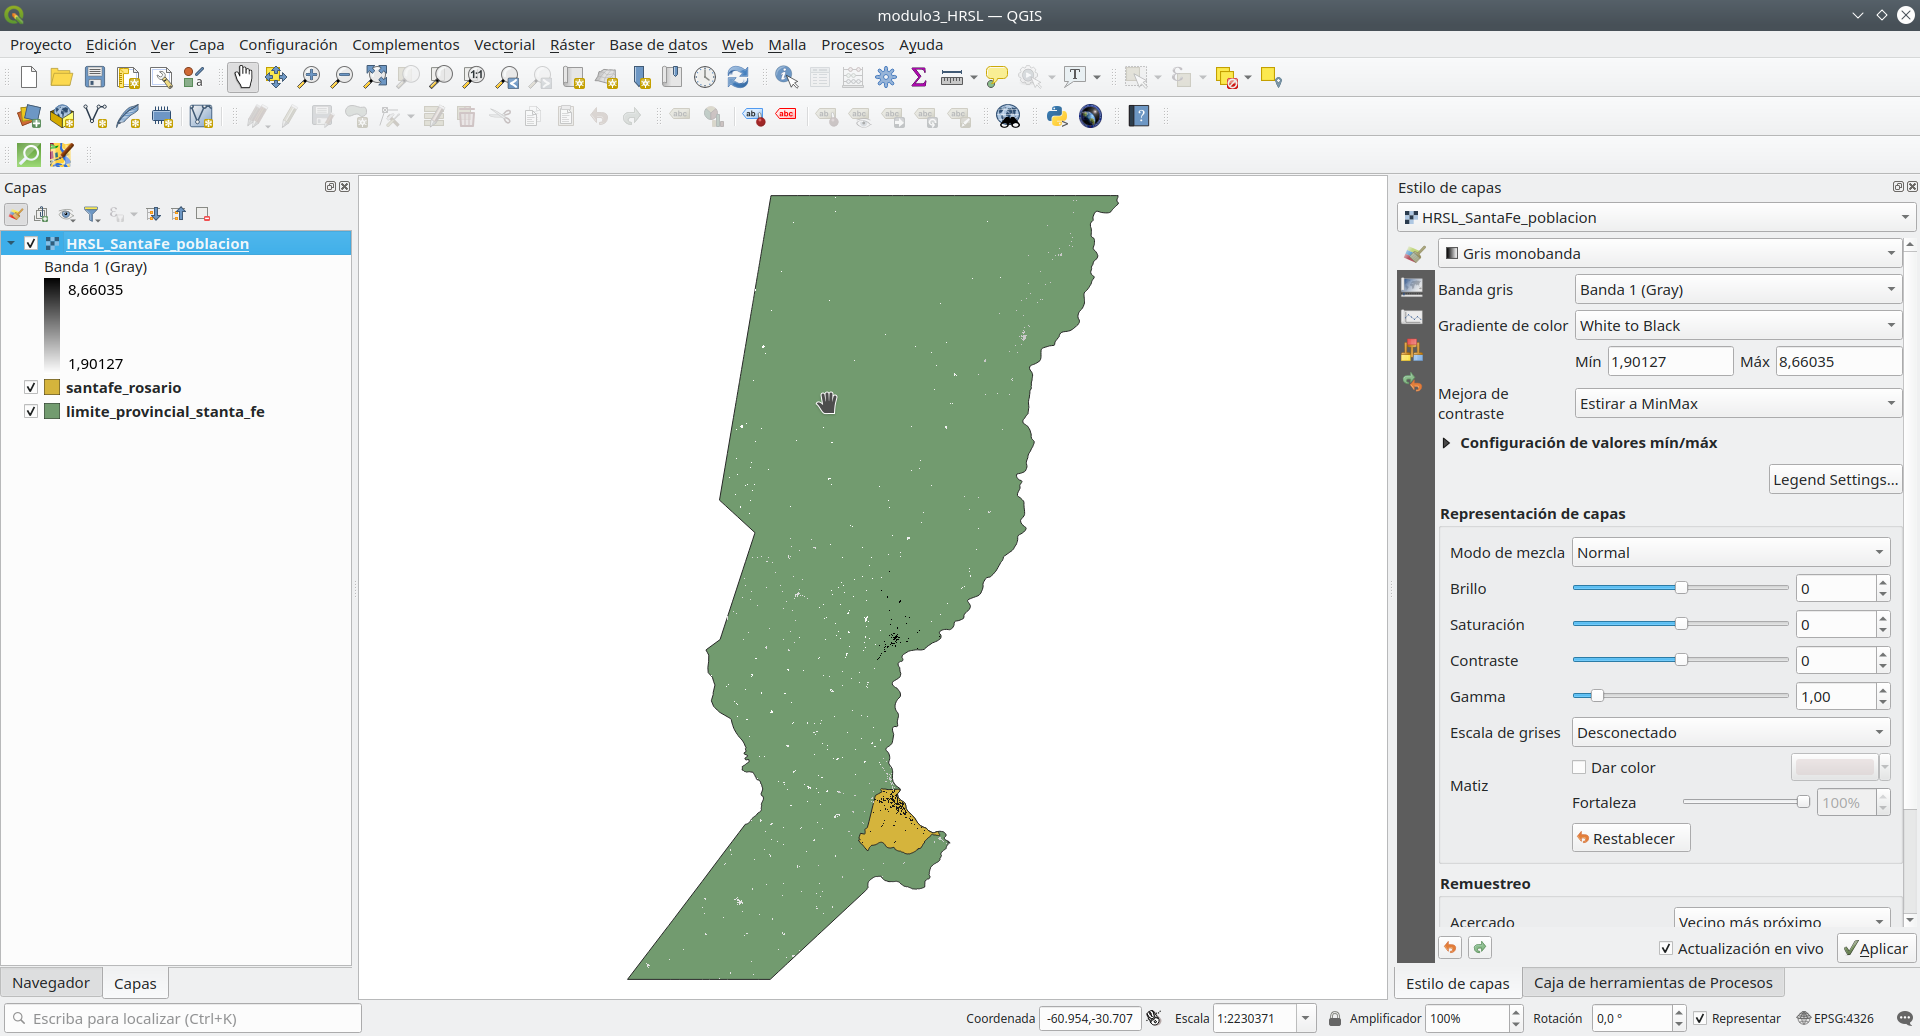 modulo3_HRSL — QGIS
Proyecto Edición Ver Capa Configuración Complementos Vectorial Ráster Base de datos Web Malla Procesos Ayuda
Capas
HRSL_SantaFe_poblacion
Banda 1 (Gray)
8,66035
1,90127
santafe_rosario
limite_provincial_stanta_fe
Navegador
Capas
Estilo de capas
HRSL_SantaFe_poblacion
Gris monobanda
Banda gris Banda 1 (Gray)
Gradiente de color White to Black
Mín 1,90127 Máx 8,66035
Mejora de
contraste
Estirar a MinMax
Configuración de valores mín/máx
Legend Settings...
Representación de capas
Modo de mezcla Normal
Brillo 0
Saturación 0
Contraste 0
Gamma 1,00
Escala de grises Desconectado
Matiz
Dar color
Fortaleza 100%
Restablecer
Remuestreo
Acercado Vecino más próximo
Actualización en vivo Aplicar
Estilo de capas Caja de herramientas de Procesos
Escriba para localizar (Ctrl+K) Coordenada -60.954,-30.707 Escala 1:2230371 Amplificador 100% Rotación 0,0 ° Representar EPSG:4326